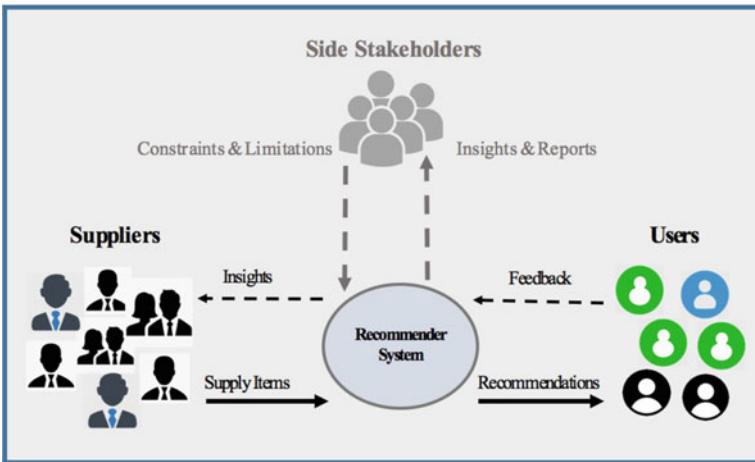 Side Stakeholders
Constraints & Limitations
Insights & Reports
Suppliers
Users
Insights
Feedback
Recommender
System
Supply Items
Recommendations